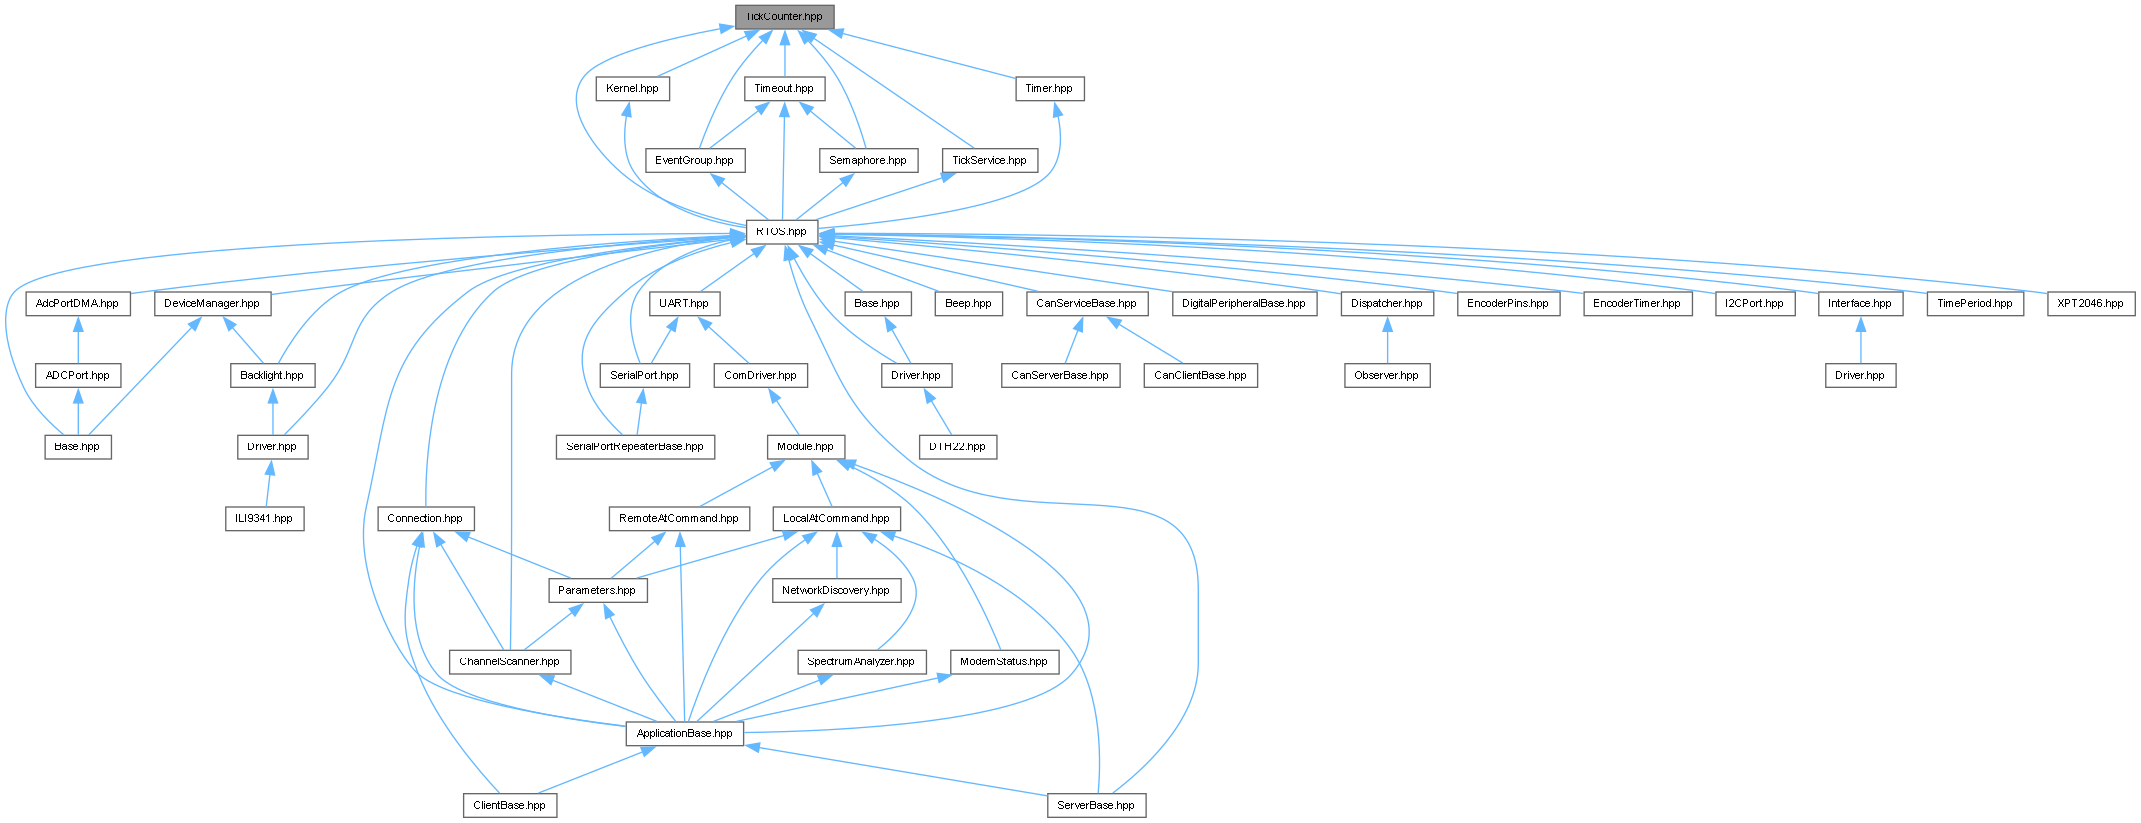 TickCounter.hpp
Kernel.hpp
Timeout.hpp
Timer.hpp
EventGroup.hpp
Semaphore.hpp
TickService.hpp
RTOS.hpp
AdcPortDMA.hpp
DeviceManager.hpp
UART.hpp
Base.hpp
Beep.hpp
CanServiceBase.hpp
DigitalPeripheralBase.hpp
Dispatcher.hpp
EncoderPins.hpp
EncoderTimer.hpp
I2CPort.hpp
Interface.hpp
TimePeriod.hpp
XPT2046.hpp
ADCPort.hpp
Backlight.hpp
SerialPort.hpp
ComDriver.hpp
Driver.hpp
CanServerBase.hpp
CanClientBase.hpp
Observer.hpp
Driver.hpp
Base.hpp
Driver.hpp
SerialPortRepeaterBase.hpp
Module.hpp
DTH22.hpp
ILI9341.hpp
Connection.hpp
RemoteAtCommand.hpp
LocalAtCommand.hpp
Parameters.hpp
NetworkDiscovery.hpp
ChannelScanner.hpp
SpectrumAnalyzer.hpp
ModemStatus.hpp
ApplicationBase.hpp
ClientBase.hpp
ServerBase.hpp